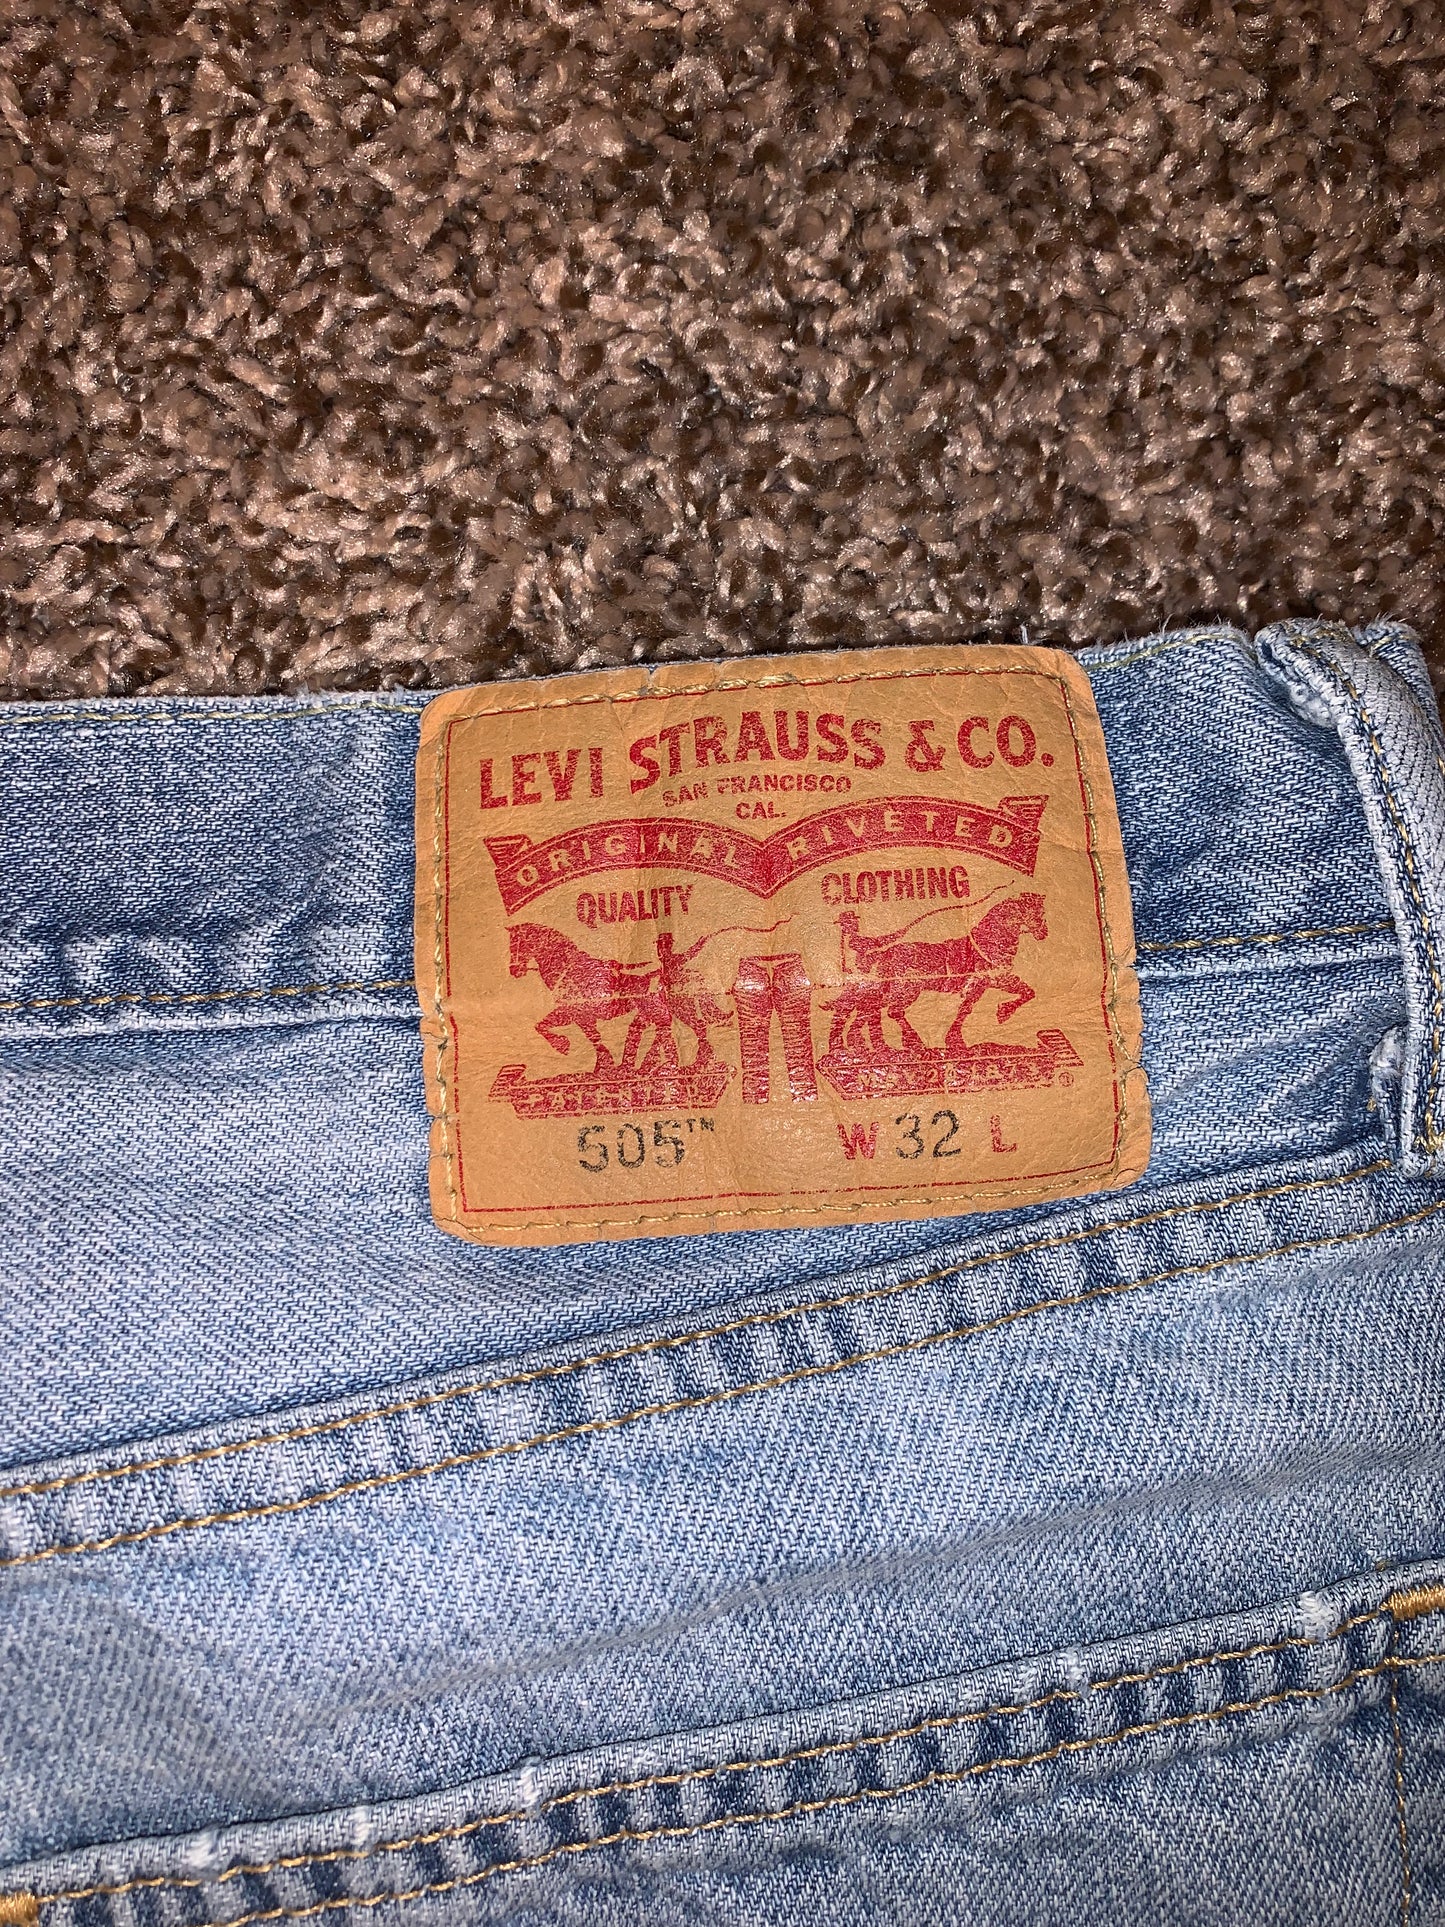 LEVI STRAUSS & CO.
SAN FRANCISCO
CAL.
ORIGINAL RIVETED
QUALITY CLOTHING
505™ W 32 L